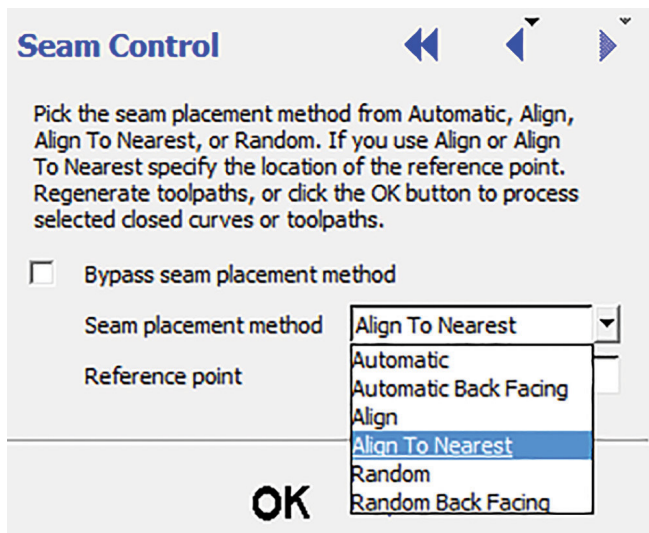 Seam Control
Pick the seam placement method from Automatic, Align,
Align To Nearest, or Random. If you use Align or Align
To Nearest specify the location of the reference point.
Regenerate toolpaths, or click the OK button to process
selected closed curves or toolpaths.
Bypass seam placement method
Seam placement method Align To Nearest
Reference point
Automatic
Automatic Back Facing
Align
Align To Nearest
Random
Random Back Facing
OK